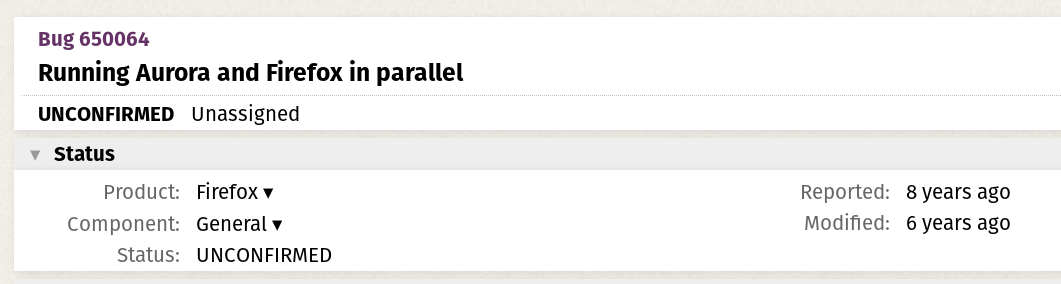 Bug 650064
Running Aurora and Firefox in parallel
UNCONFIRMED Unassigned
▼ Status
Product: Firefox ▾
Reported: 8 years ago
Component: General ▾
Modified: 6 years ago
Status: UNCONFIRMED